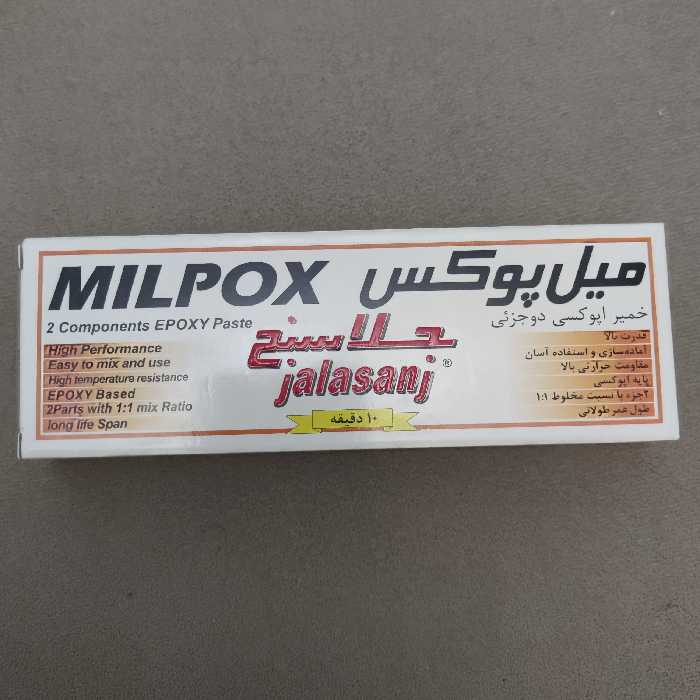 MILPOX
میل پوکس
2 Components EPOXY Paste
خمیر اپوکسی دوجزئی
High Performance
Easy to mix and use
High temperature resistance
EPOXY Based
2Parts with 1:1 mix Ratio
long life Span
جلاسنج
jalasanj®
۱۰ دقیقه
قدرت بالا
آماده‌سازی و استفاده آسان
مقاومت حرارتی بالا
پایه اپوکسی
۲جزء با نسبت مخلوط ۱:۱
طول عمر طولانی